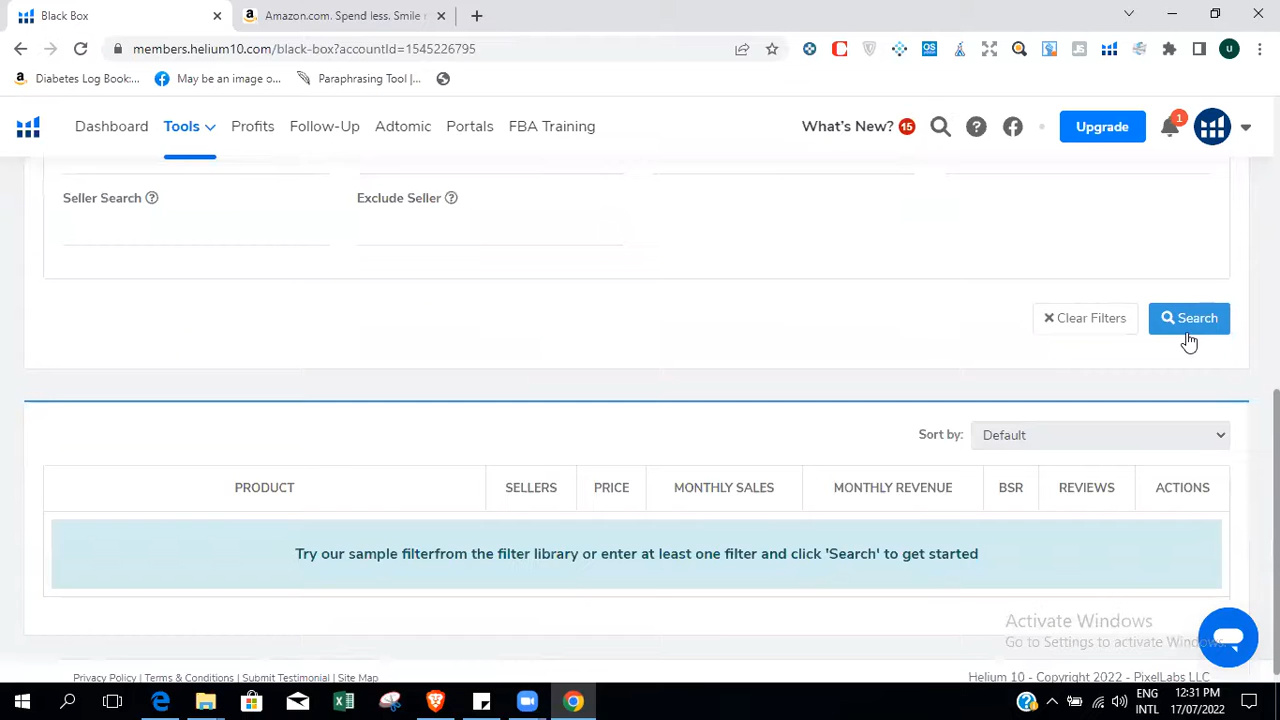 Black Box
Amazon.com. Spend less. Smile
members.helium10.com/black-box?accountId=1545226795
Diabetes Log Book:...
May be an image o...
Paraphrasing Tool |...
Dashboard
Tools
Profits
Follow-Up
Adtomic
Portals
FBA Training
What's New? 15
Upgrade
1
Seller Search
Exclude Seller
Clear Filters
Search
Sort by: Default
PRODUCT SELLERS PRICE MONTHLY SALES MONTHLY REVENUE BSR REVIEWS ACTIONS
Try our sample filterfrom the filter library or enter at least one filter and click 'Search' to get started
Activate Windows
Go to Settings to activate Windows.
Privacy Policy | Terms & Conditions | Submit Testimonial | Site Map
Helium 10 - Copyright 2022 - PixelLabs LLC
ENG
INTL
12:31 PM
17/07/2022